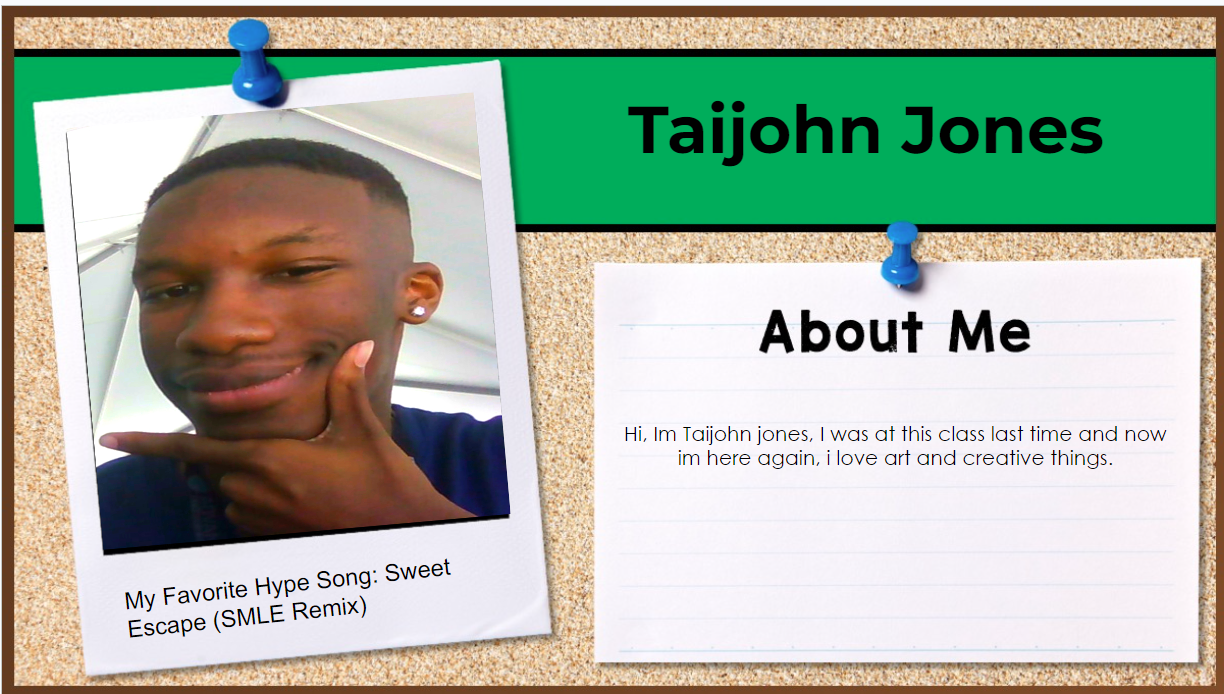 Taijohn Jones
About Me
Hi, Im Taijohn jones, I was at this class last time and now
im here again, i love art and creative things.
My Favorite Hype Song: Sweet
Escape (SMLE Remix)